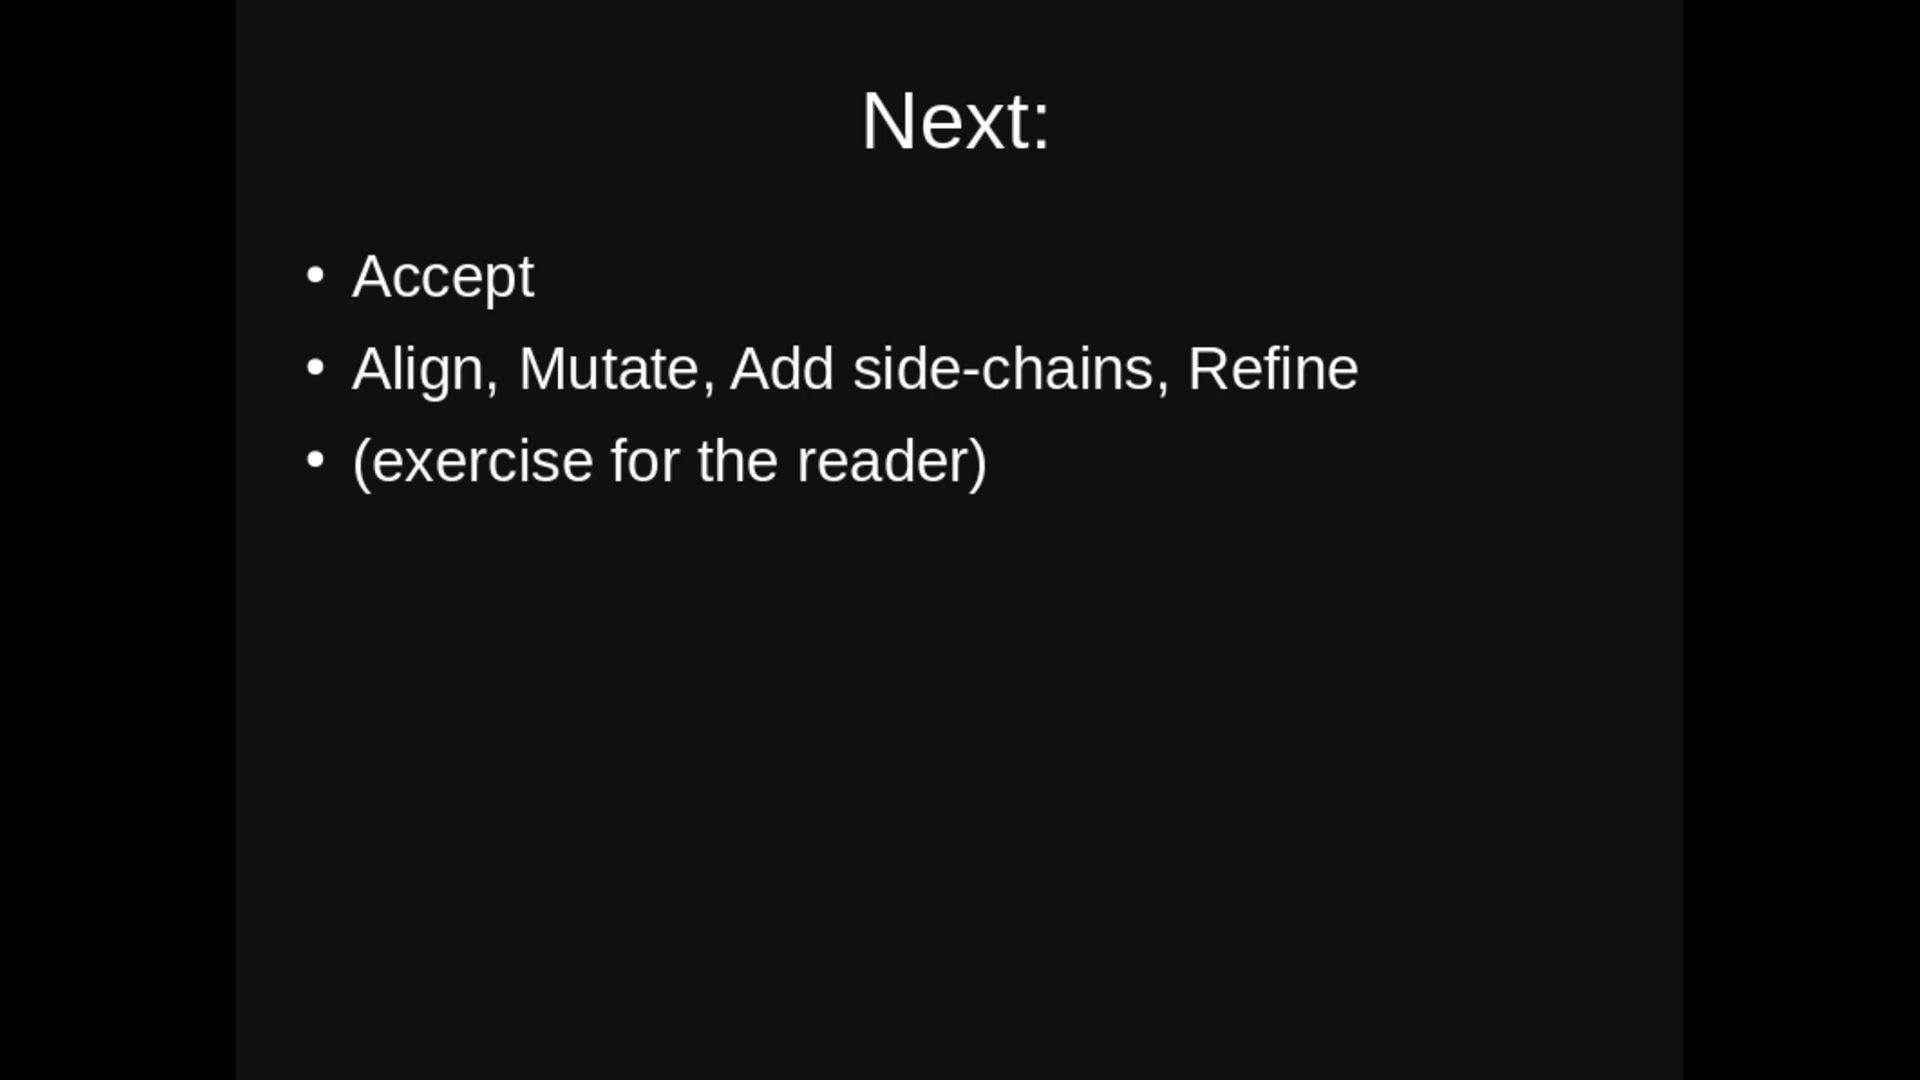 Next:
• Accept
• Align, Mutate, Add side-chains, Refine
• (exercise for the reader)